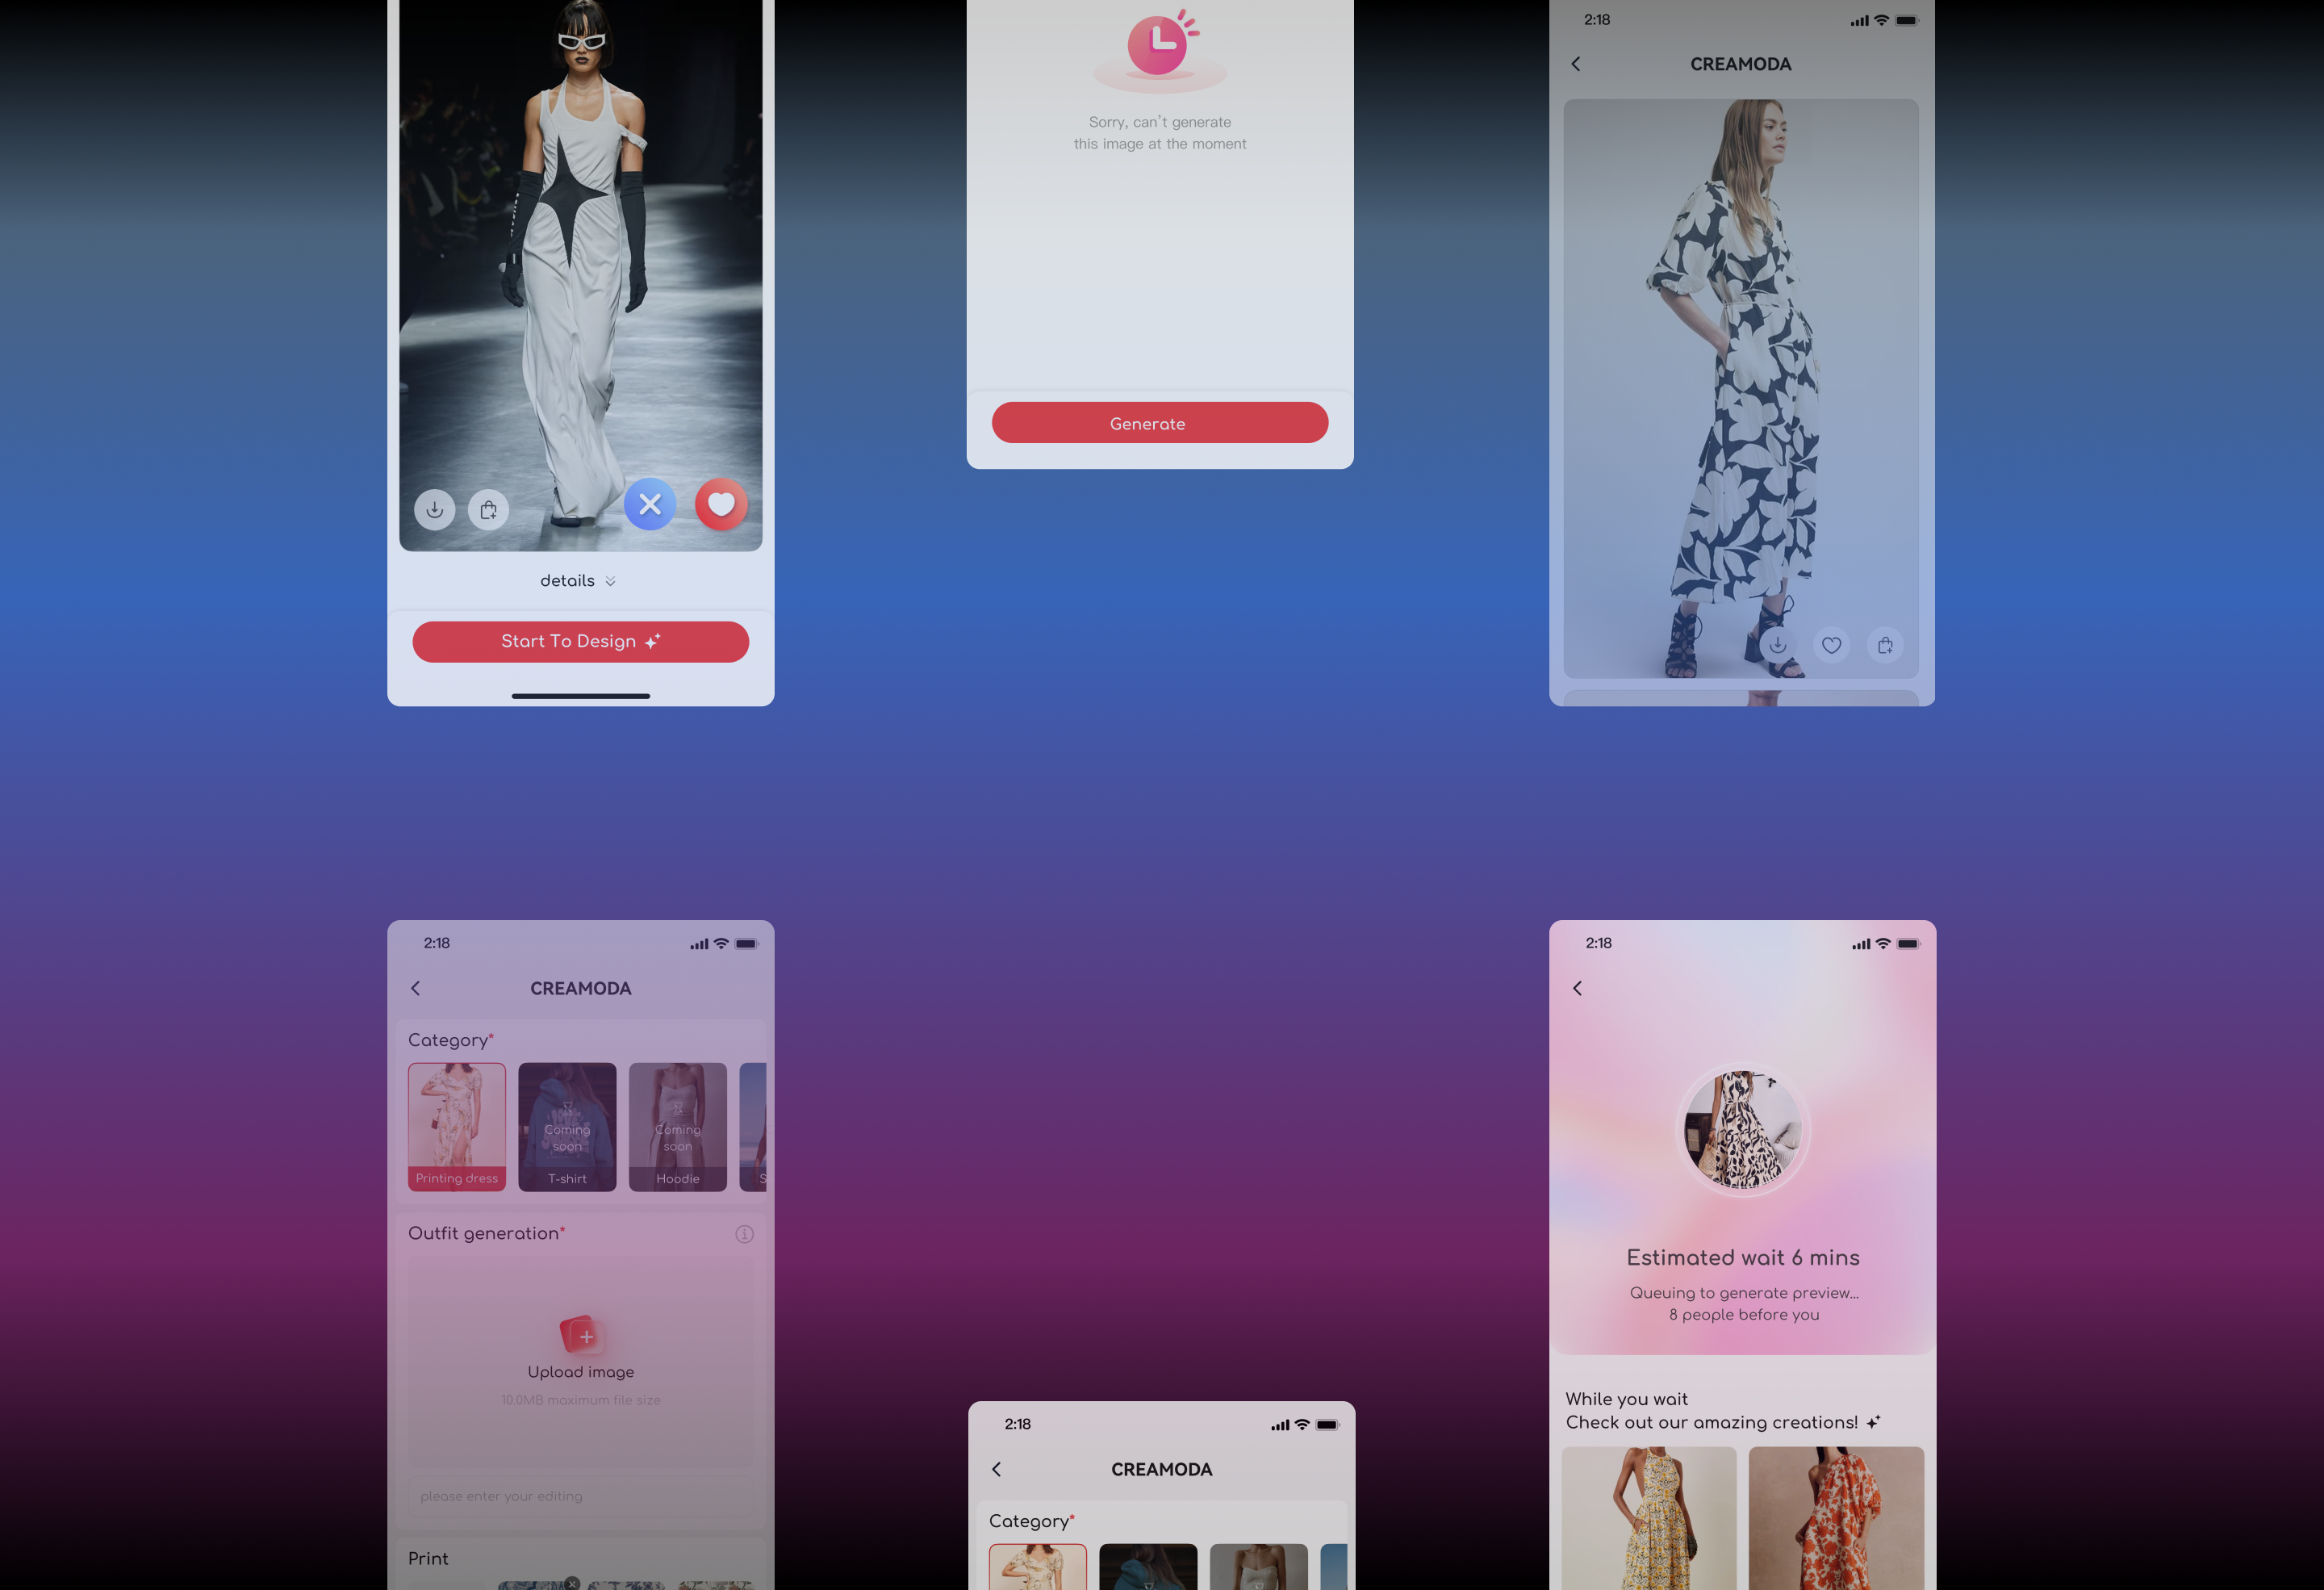 details
Start To Design
Sorry, can't generate
this image at the moment
Generate
2:18
CREAMODA
2:18
CREAMODA
Category*
Coming
soon
Coming
soon
Printing dress
T-shirt
Hoodie
S
Outfit generation*
Upload image
10.0MB maximum file size
please enter your editing
Print
2:18
CREAMODA
Category*
2:18
Estimated wait 6 mins
Queuing to generate preview...
8 people before you
While you wait
Check out our amazing creations!